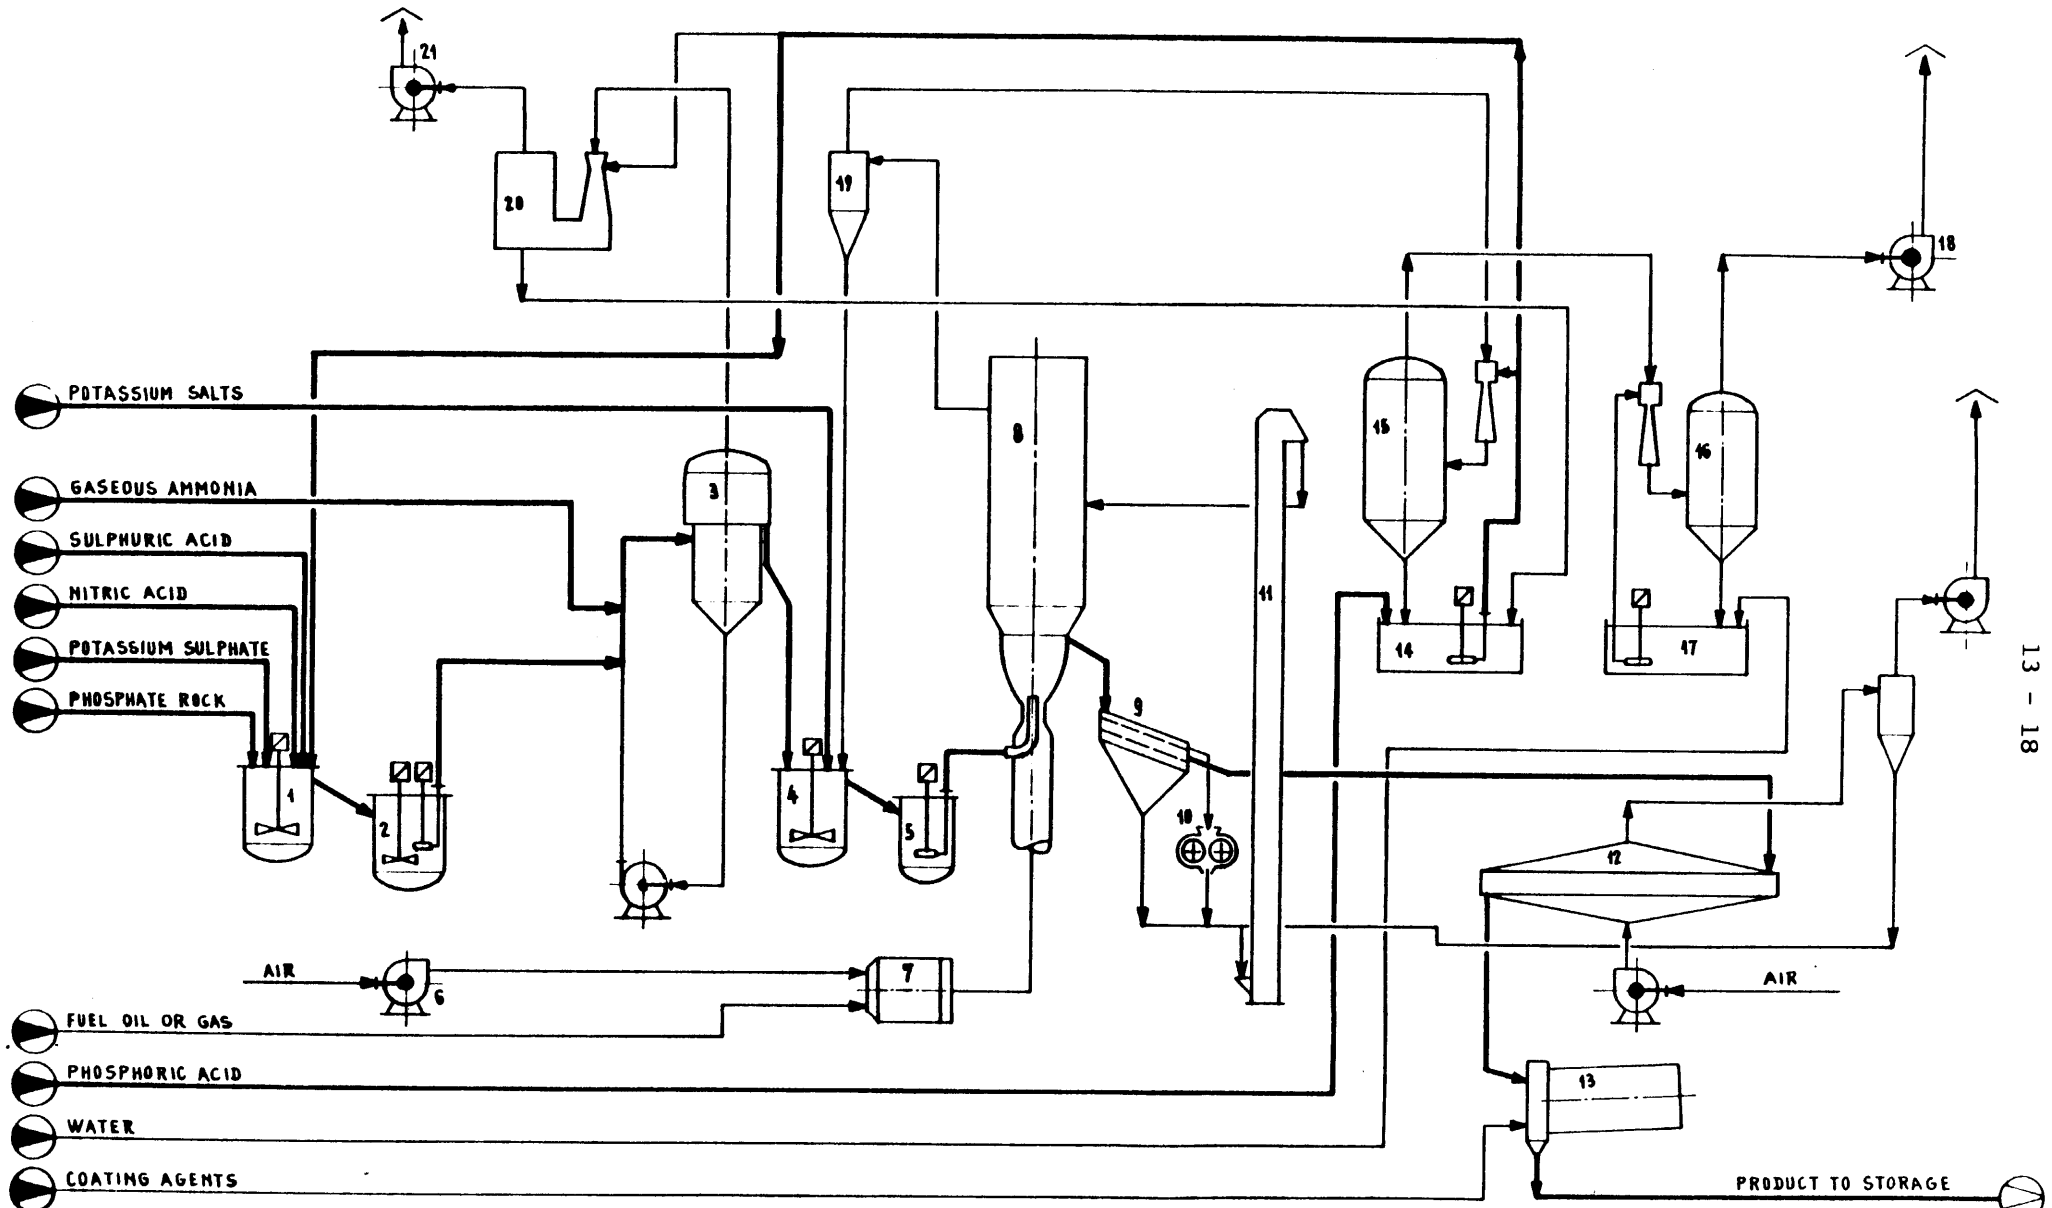 21
20
19
18
POTASSIUM SALTS
15
16
8
3
GASEOUS AMMONIA
SULPHURIC ACID
11
NITRIC ACID
POTASSIUM SULPHATE
14
17
13 - 18
PHOSPHATE ROCK
9
1
2
4
5
10
12
AIR
6
7
AIR
FUEL OIL OR GAS
PHOSPHORIC ACID
13
WATER
COATING AGENTS
PRODUCT TO STORAGE